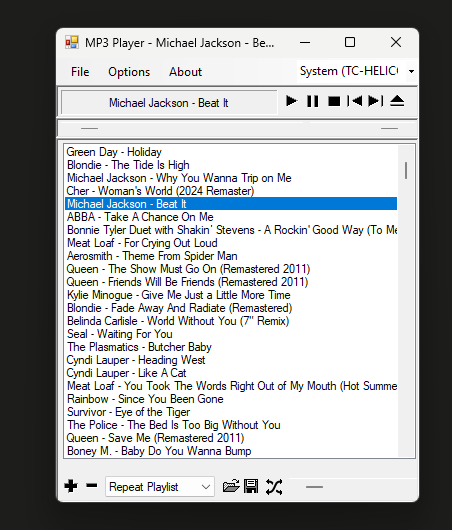 MP3 Player - Michael Jackson - Be...
File Options About System (TC-HELIC
Michael Jackson - Beat It
Green Day - Holiday
Blondie - The Tide Is High
Michael Jackson - Why You Wanna Trip on Me
Cher - Woman's World (2024 Remaster)
Michael Jackson - Beat It
ABBA - Take A Chance On Me
Bonnie Tyler Duet with Shakin' Stevens - A Rockin' Good Way (To Me
Meat Loaf - For Crying Out Loud
Aerosmith - Theme From Spider Man
Queen - The Show Must Go On (Remastered 2011)
Queen - Friends Will Be Friends (Remastered 2011)
Kylie Minogue - Give Me Just a Little More Time
Blondie - Fade Away And Radiate (Remastered)
Belinda Carlisle - World Without You (7" Remix)
Seal - Waiting For You
The Plasmatics - Butcher Baby
Cyndi Lauper - Heading West
Cyndi Lauper - Like A Cat
Meat Loaf - You Took The Words Right Out of My Mouth (Hot Summe
Rainbow - Since You Been Gone
Survivor - Eye of the Tiger
The Police - The Bed Is Too Big Without You
Queen - Save Me (Remastered 2011)
Boney M. - Baby Do You Wanna Bump
Repeat Playlist